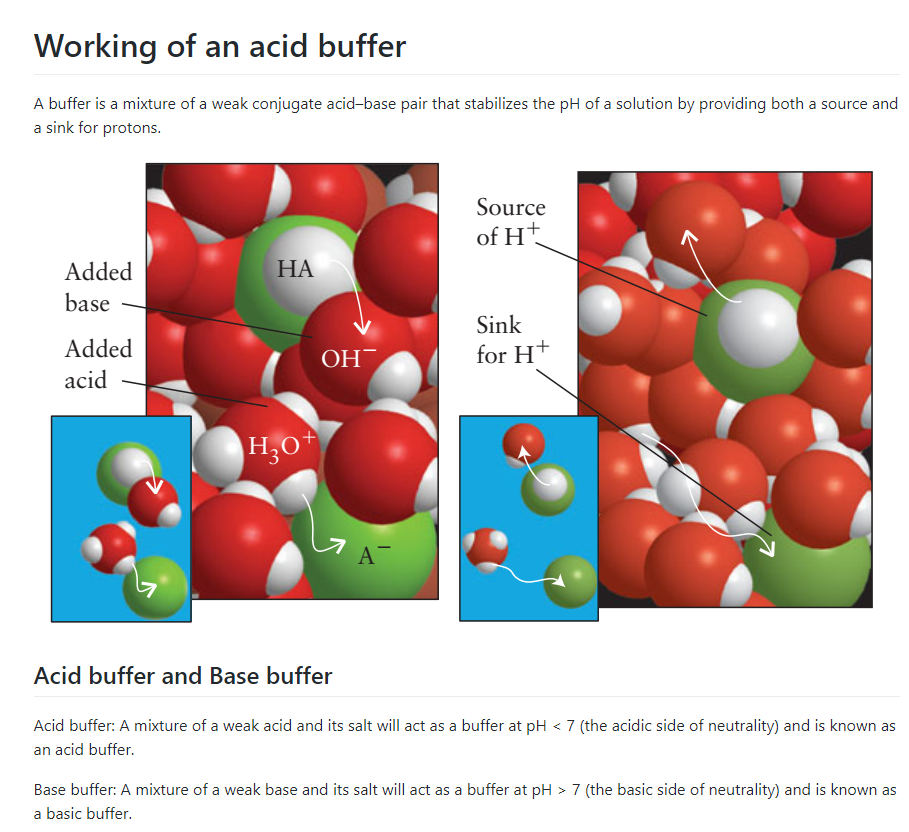 Working of an acid buffer
A buffer is a mixture of a weak conjugate acid–base pair that stabilizes the pH of a solution by providing both a source and
a sink for protons.
Added
base
Added
acid
HA
OH⁻
H₃O⁺
A⁻
Source
of H⁺
Sink
for H⁺
Acid buffer and Base buffer
Acid buffer: A mixture of a weak acid and its salt will act as a buffer at pH < 7 (the acidic side of neutrality) and is known as
an acid buffer.
Base buffer: A mixture of a weak base and its salt will act as a buffer at pH > 7 (the basic side of neutrality) and is known as
a basic buffer.